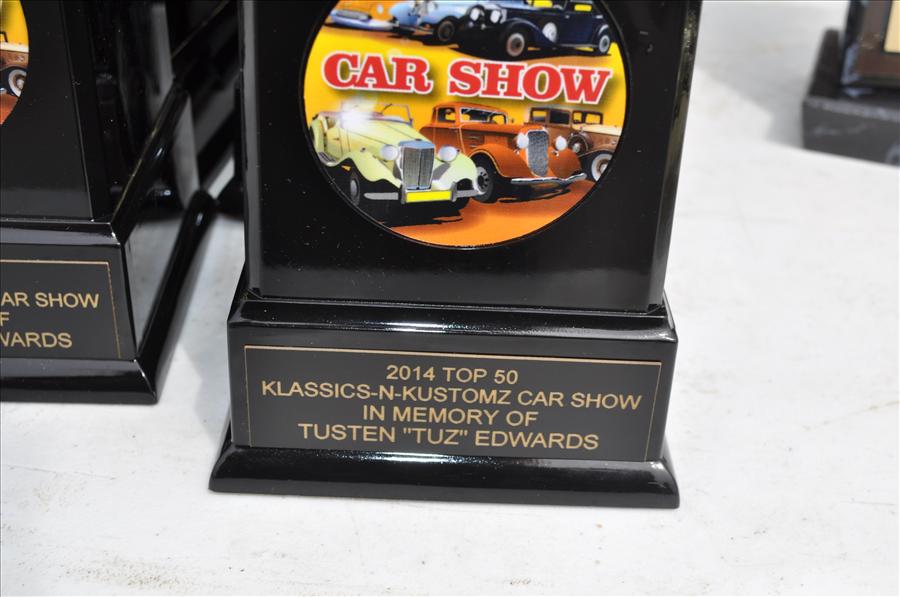 CAR SHOW
AR SHOW
F
WARDS
2014 TOP 50
KLASSICS-N-KUSTOMZ CAR SHOW
IN MEMORY OF
TUSTEN "TUZ" EDWARDS